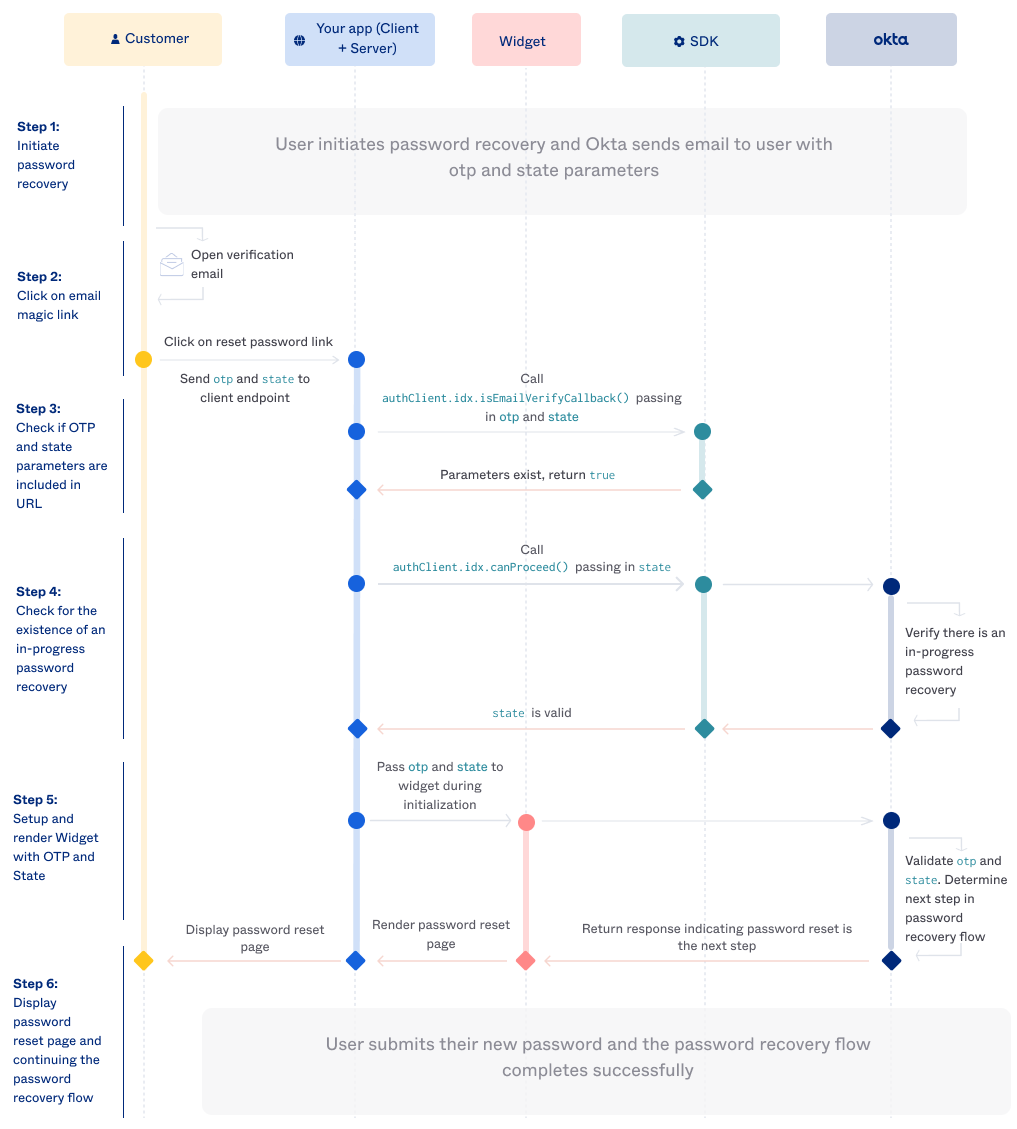 Customer
Your app (Client
+ Server)
Widget
SDK
okta
Step 1:
Initiate
password
recovery
User initiates password recovery and Okta sends email to user with
otp and state parameters
Step 2:
Click on email
magic link
Open verification
email
Click on reset password link
Send otp and state to
client endpoint
Step 3:
Check if OTP
and state
parameters are
included in
URL
Call
authClient.idx.isEmailVerifyCallback() passing
in otp and state
Parameters exist, return true
Step 4:
Check for the
existence of an
in-progress
password
recovery
Call
authClient.idx.canProceed() passing in state
Verify there is an
in-progress
password
recovery
state is valid
Step 5:
Setup and
render Widget
with OTP and
State
Pass otp and state to
widget during
initialization
Validate otp and
state. Determine
next step in
password
recovery flow
Return response indicating password reset is
the next step
Render password reset
page
Display password reset
page
Step 6:
Display
password
reset page and
continuing the
password
recovery flow
User submits their new password and the password recovery flow
completes successfully